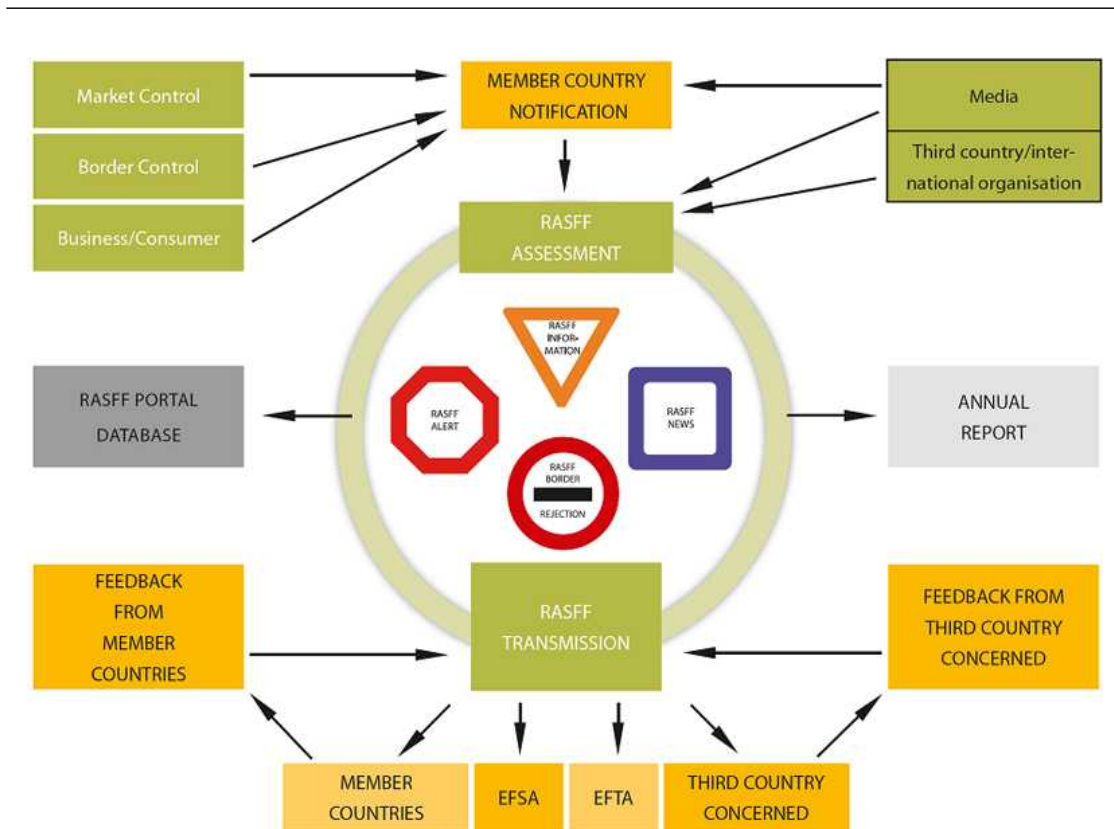 Market Control
Border Control
Business/Consumer
MEMBER COUNTRY
NOTIFICATION
Media
Third country/inter-
national organisation
RASFF
ASSESSMENT
RASFF
INFOR-
MATION
RASFF
ALERT
RASFF
NEWS
RASFF
BORDER
REJECTION
RASFF PORTAL
DATABASE
ANNUAL
REPORT
FEEDBACK
FROM
MEMBER
COUNTRIES
RASFF
TRANSMISSION
FEEDBACK FROM
THIRD COUNTRY
CONCERNED
MEMBER
COUNTRIES
EFSA
EFTA
THIRD COUNTRY
CONCERNED